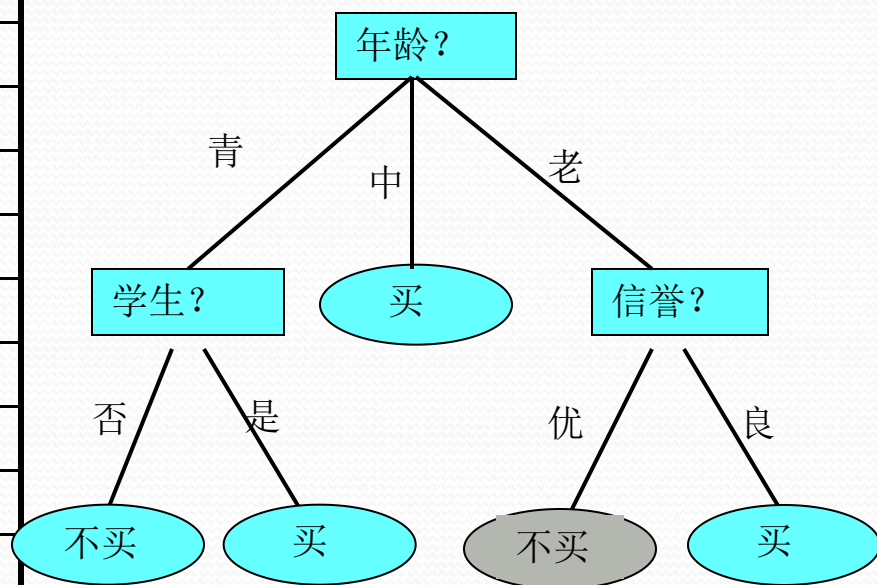 年龄?
青
中
老
学生?
买
信誉?
否
是
优
良
不买
买
不买
买